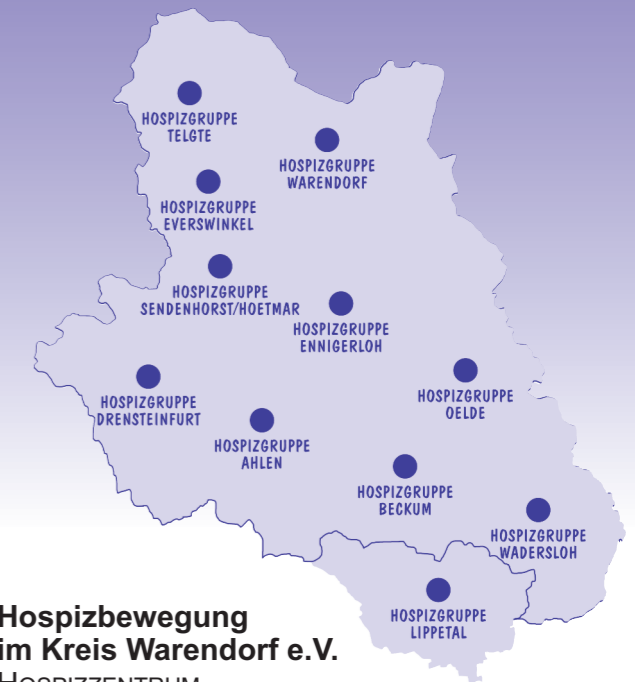 HOSPIZGRUPPE
TELGTE
HOSPIZGRUPPE
WARENDORF
HOSPIZGRUPPE
EVERSWINKEL
HOSPIZGRUPPE
SENDENHORST/HOETMAR
HOSPIZGRUPPE
ENNIGERLOH
HOSPIZGRUPPE
OELDE
HOSPIZGRUPPE
DRENSTEINFURT
HOSPIZGRUPPE
AHLEN
HOSPIZGRUPPE
BECKUM
HOSPIZGRUPPE
WADERSLOH
HOSPIZGRUPPE
LIPPETAL
Hospizbewegung
im Kreis Warendorf e.V.
HOSPIZZENTRUM